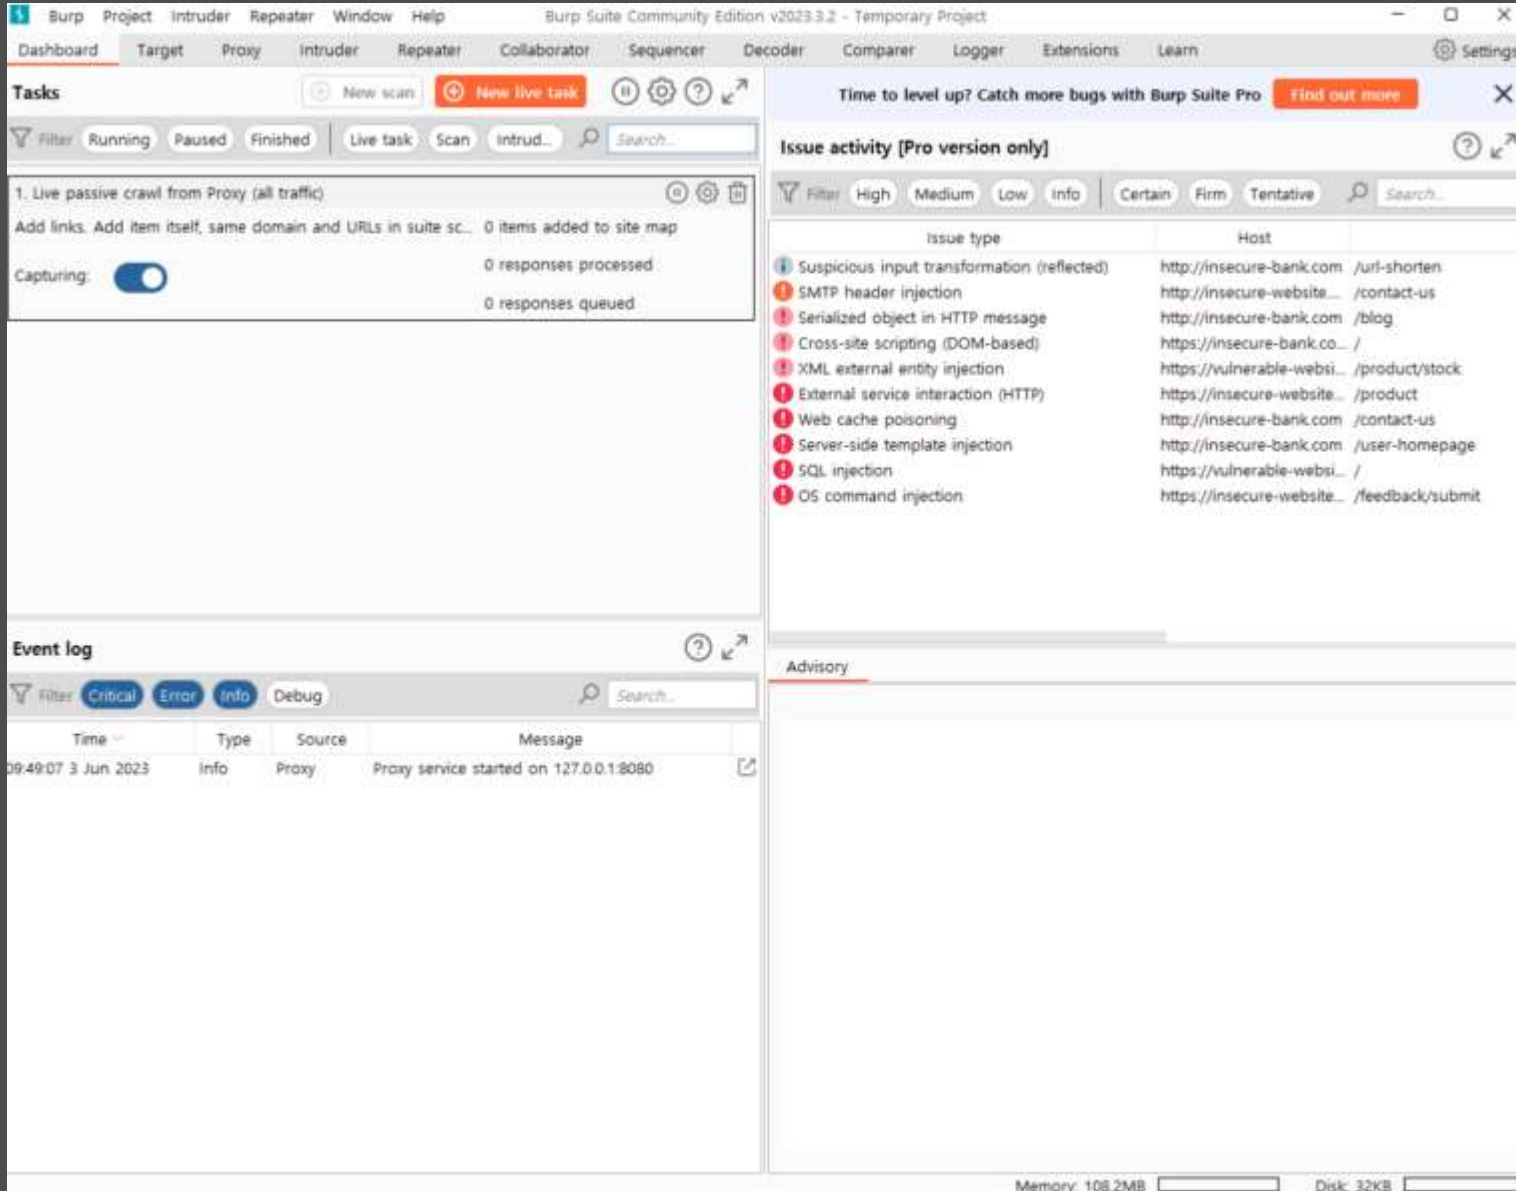 Burp Project Intruder Repeater Window Help Burp Suite Community Edition v2023.3.2 - Temporary Project
Dashboard Target Proxy Intruder Repeater Collaborator Sequencer Decoder Comparer Logger Extensions Learn Settings
Tasks New scan New live task
Filter Running Paused Finished Live task Scan Intrud... Search...
1. Live passive crawl from Proxy (all traffic)
Add links. Add item itself, same domain and URLs in suite sc... 0 items added to site map
0 responses processed
Capturing:
0 responses queued
Event log
Filter Critical Error Info Debug Search...
Time Type Source Message
09:49:07 3 Jun 2023 Info Proxy Proxy service started on 127.0.0.1:8080
Time to level up? Catch more bugs with Burp Suite Pro Find out more
Issue activity [Pro version only]
Filter High Medium Low Info Certain Firm Tentative Search...
Issue type Host
Suspicious input transformation (reflected) http://insecure-bank.com /url-shorten
SMTP header injection http://insecure-website... /contact-us
Serialized object in HTTP message http://insecure-bank.com /blog
Cross-site scripting (DOM-based) https://insecure-bank.co... /
XML external entity injection https://vulnerable-websi... /product/stock
External service interaction (HTTP) https://insecure-website... /product
Web cache poisoning http://insecure-bank.com /contact-us
Server-side template injection http://insecure-bank.com /user-homepage
SQL injection https://vulnerable-websi... /
OS command injection https://insecure-website... /feedback/submit
Advisory
Memory: 108.2MB Disk: 32KB